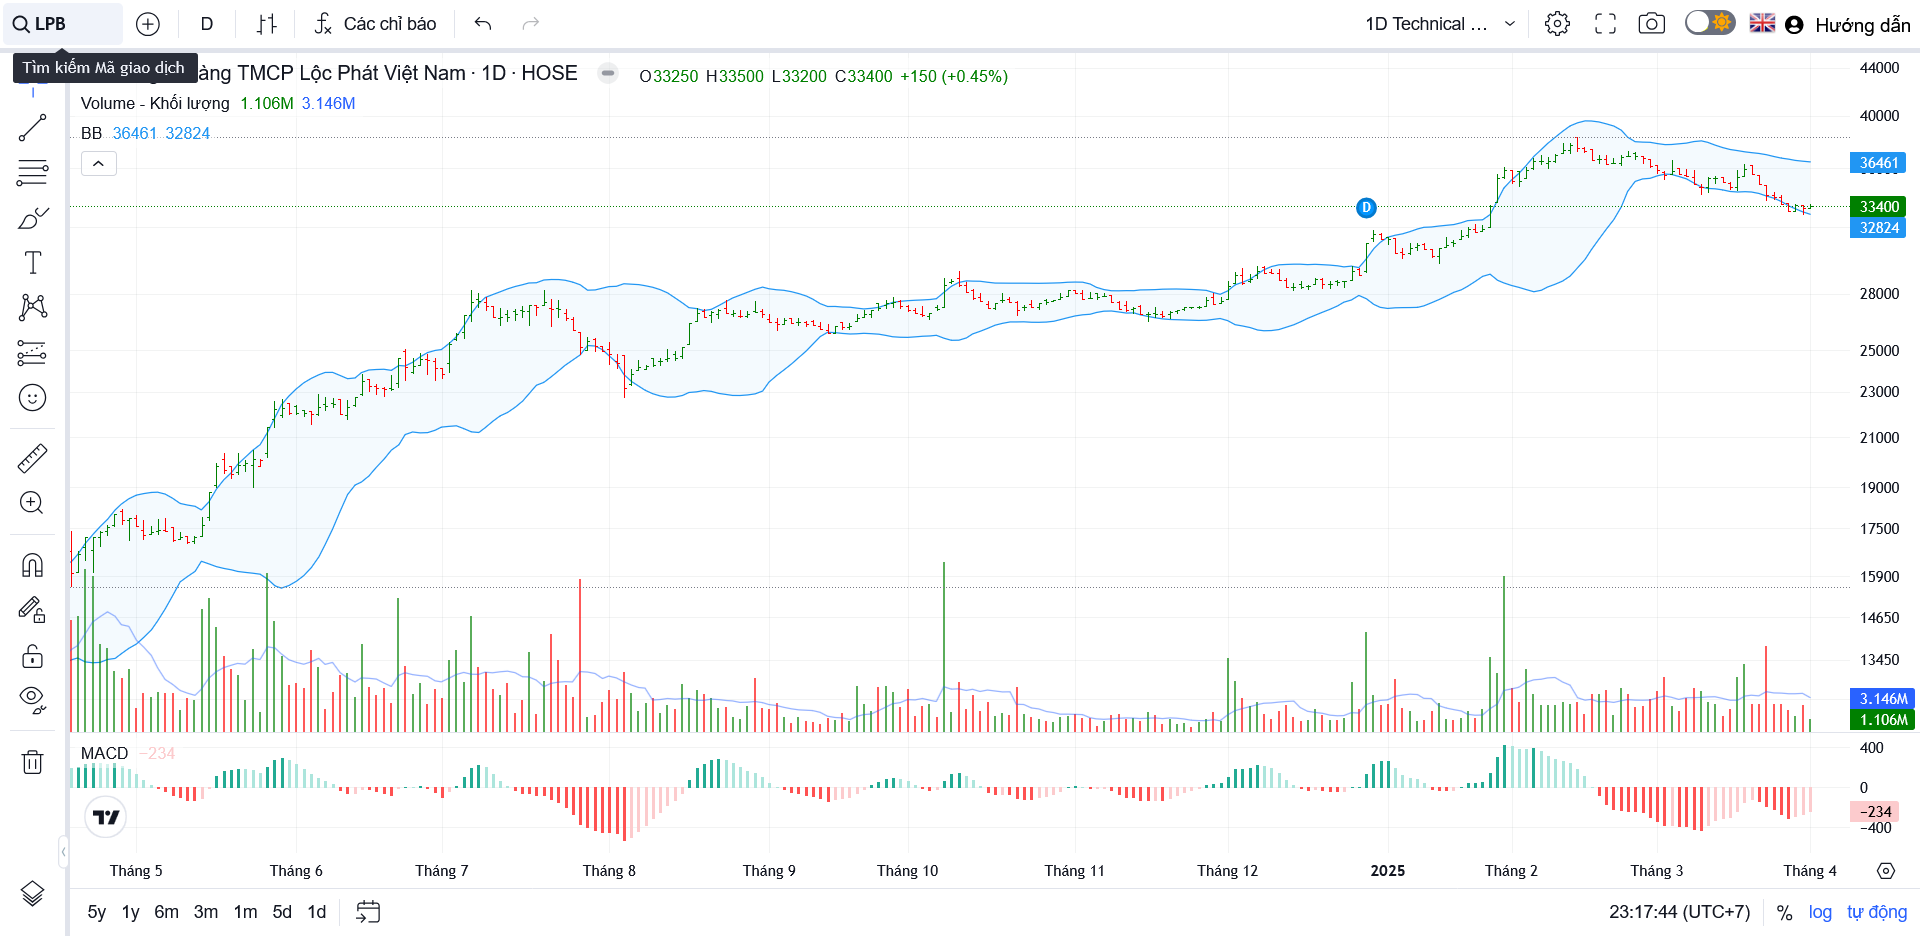 LPB
D
Các chỉ báo
1D Technical ...
Hướng dẫn
Tìm kiếm Mã giao dịch
àng TMCP Lộc Phát Việt Nam · 1D · HOSE
O33250 H33500 L33200 C33400 +150 (+0.45%)
Volume - Khối lượng 1.106M 3.146M
BB 36461 32824
44000
40000
36461
33400
32824
28000
25000
23000
21000
19000
17500
15900
14650
13450
3.146M
1.106M
D
MACD −234
400
0
−234
−400
Tháng 5
Tháng 6
Tháng 7
Tháng 8
Tháng 9
Tháng 10
Tháng 11
Tháng 12
2025
Tháng 2
Tháng 3
Tháng 4
5y 1y 6m 3m 1m 5d 1d
23:17:44 (UTC+7)
%
log
tự động